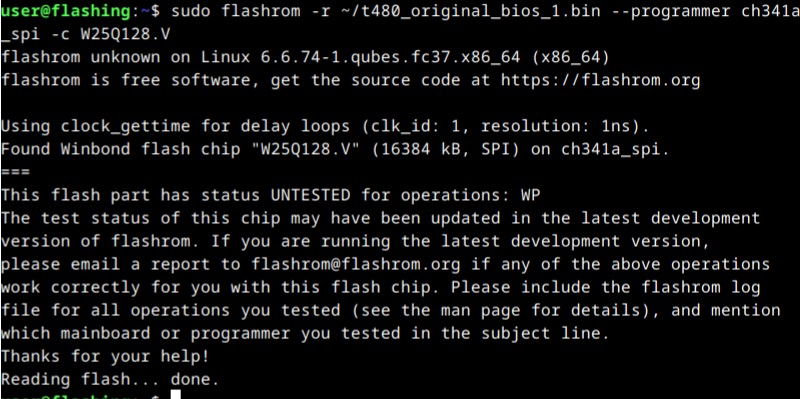 user@flashing:~$ sudo flashrom -r ~/t480_original_bios_1.bin --programmer ch341a
_spi -c W25Q128.V
flashrom unknown on Linux 6.6.74-1.qubes.fc37.x86_64 (x86_64)
flashrom is free software, get the source code at https://flashrom.org

Using clock_gettime for delay loops (clk_id: 1, resolution: 1ns).
Found Winbond flash chip "W25Q128.V" (16384 kB, SPI) on ch341a_spi.
===
This flash part has status UNTESTED for operations: WP
The test status of this chip may have been updated in the latest development
version of flashrom. If you are running the latest development version,
please email a report to flashrom@flashrom.org if any of the above operations
work correctly for you with this flash chip. Please include the flashrom log
file for all operations you tested (see the man page for details), and mention
which mainboard or programmer you tested in the subject line.
Thanks for your help!
Reading flash... done.
user@flashing:~$